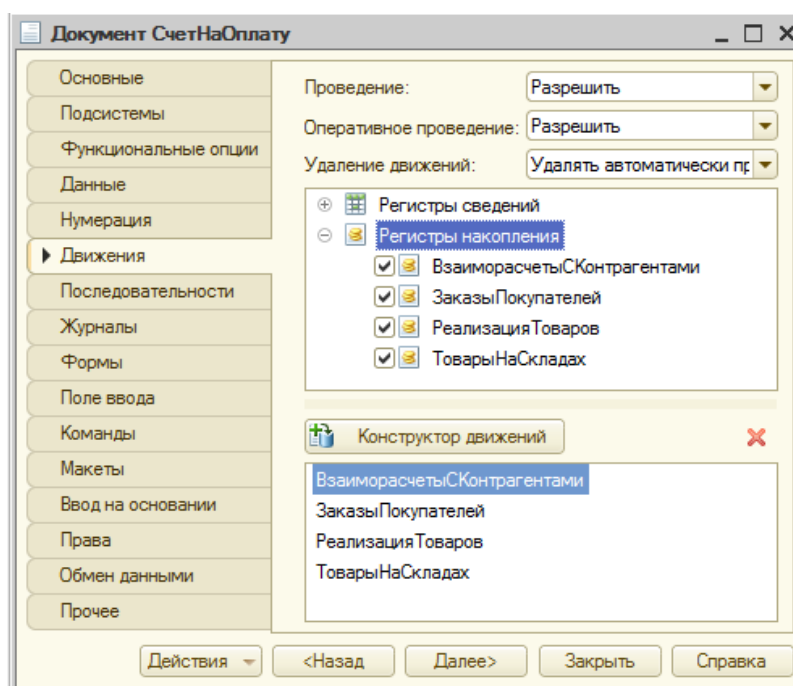 Документ СчетНаОплату
Основные
Подсистемы
Функциональные опции
Данные
Нумерация
Движения
Последовательности
Журналы
Формы
Поле ввода
Команды
Макеты
Ввод на основании
Права
Обмен данными
Прочее
Проведение: Разрешить
Оперативное проведение: Разрешить
Удаление движений: Удалять автоматически пр
Регистры сведений
Регистры накопления
ВзаиморасчетыСКонтрагентами
ЗаказыПокупателей
РеализацияТоваров
ТоварыНаСкладах
Конструктор движений
ВзаиморасчетыСКонтрагентами
ЗаказыПокупателей
РеализацияТоваров
ТоварыНаСкладах
Действия <Назад Далее> Закрыть Справка